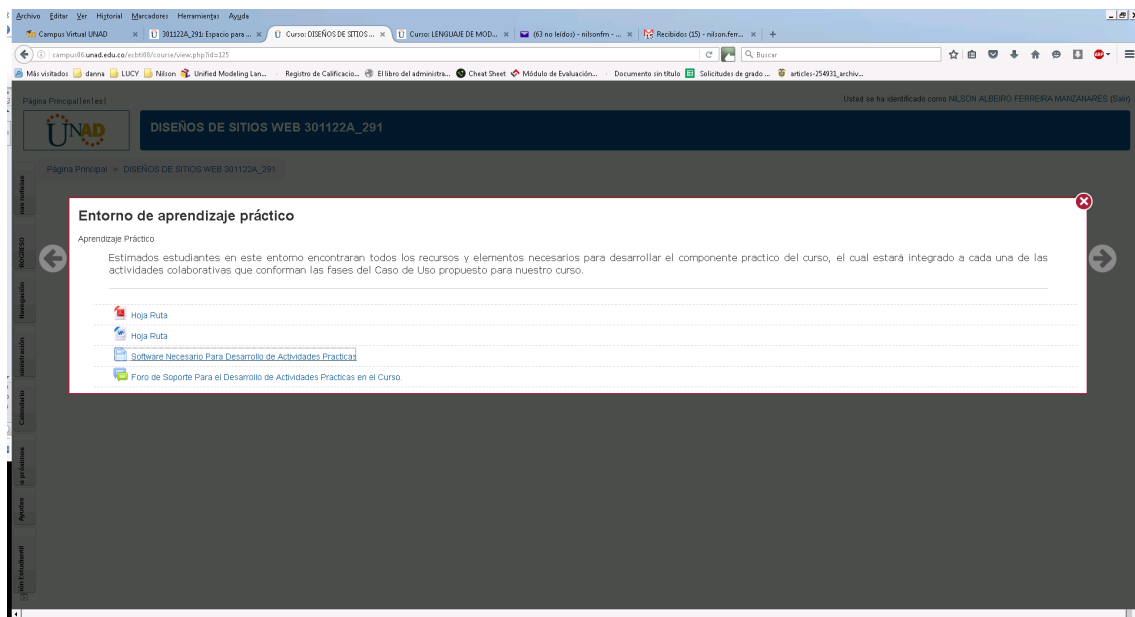 Archivo Editar Ver Historial Marcadores Herramientas Ayuda
Campus Virtual UNAD × 301122A_291: Espacio para ... × Curso: DISEÑOS DE SITIOS ... × Curso: LENGUAJE DE MOD... × (63 no leídos) - nilsonfm - ... × Recibidos (15) - nilson.ferr... × +
campus06.unad.edu.co/ecbti08/course/view.php?id=125 Buscar
Más visitados danna LUCY Nilson Unified Modeling Lan... Registro de Calificacio... El libro del administra... Cheat Sheet Módulo de Evaluación... Documento sin título Solicitudes de grado ... articles-254931_archiv...
Página Principal|en|es| Usted se ha identificado como NILSON ALBEIRO FERREIRA MANZANARES (Salir)
UNAD DISEÑOS DE SITIOS WEB 301122A_291
Página Principal » DISEÑOS DE SITIOS WEB 301122A_291
Entorno de aprendizaje práctico
Aprendizaje Práctico
Estimados estudiantes en este entorno encontraran todos los recursos y elementos necesarios para desarrollar el componente practico del curso, el cual estará integrado a cada una de las
actividades colaborativas que conforman las fases del Caso de Uso propuesto para nuestro curso.
Hoja Ruta
Hoja Ruta
Software Necesario Para Desarrollo de Actividades Practicas
Foro de Soporte Para el Desarrollo de Actividades Practicas en el Curso.
noticias
ROGRESO
Navegación
Calendario
próximos
Ayudas
Estudiantil